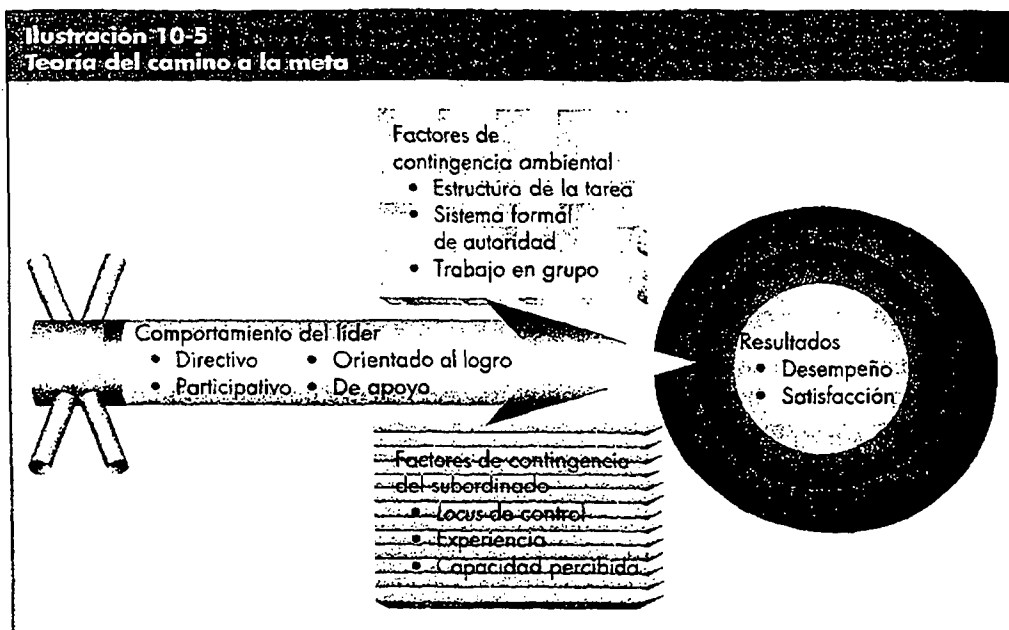 Ilustración 10-5
Teoría del camino a la meta
Factores de
contingencia ambiental
• Estructura de la tarea
• Sistema formal
de autoridad
• Trabajo en grupo
Comportamiento del líder
• Directivo • Orientado al logro
• Participativo • De apoyo
Resultados
• Desempeño
• Satisfacción
Factores de contingencia
del subordinado
• Locus de control
• Experiencia
• Capacidad percibida